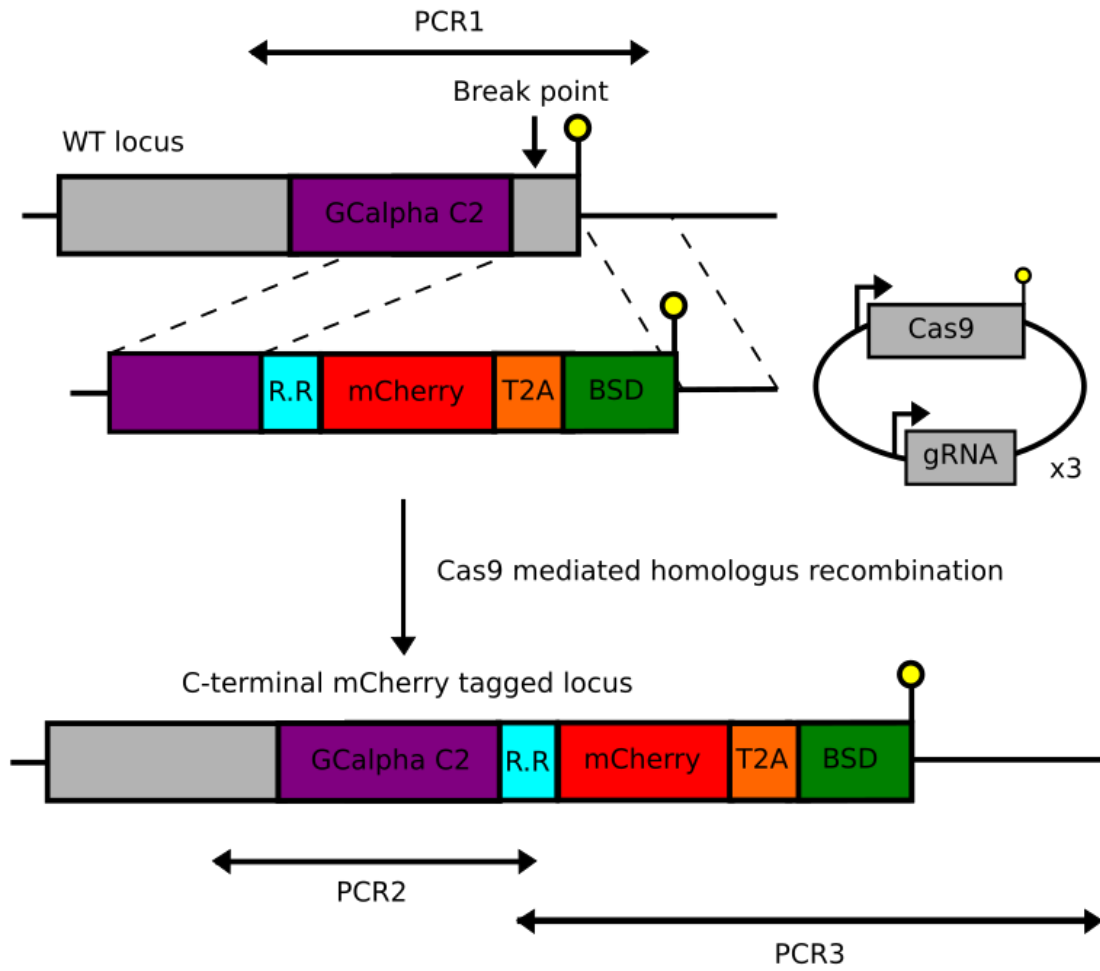 PCR1
Break point
WT locus
GCalpha C2
Cas9
R.R mCherry T2A BSD
gRNA
x3
Cas9 mediated homologus recombination
C-terminal mCherry tagged locus
GCalpha C2 R.R mCherry T2A BSD
PCR2
PCR3